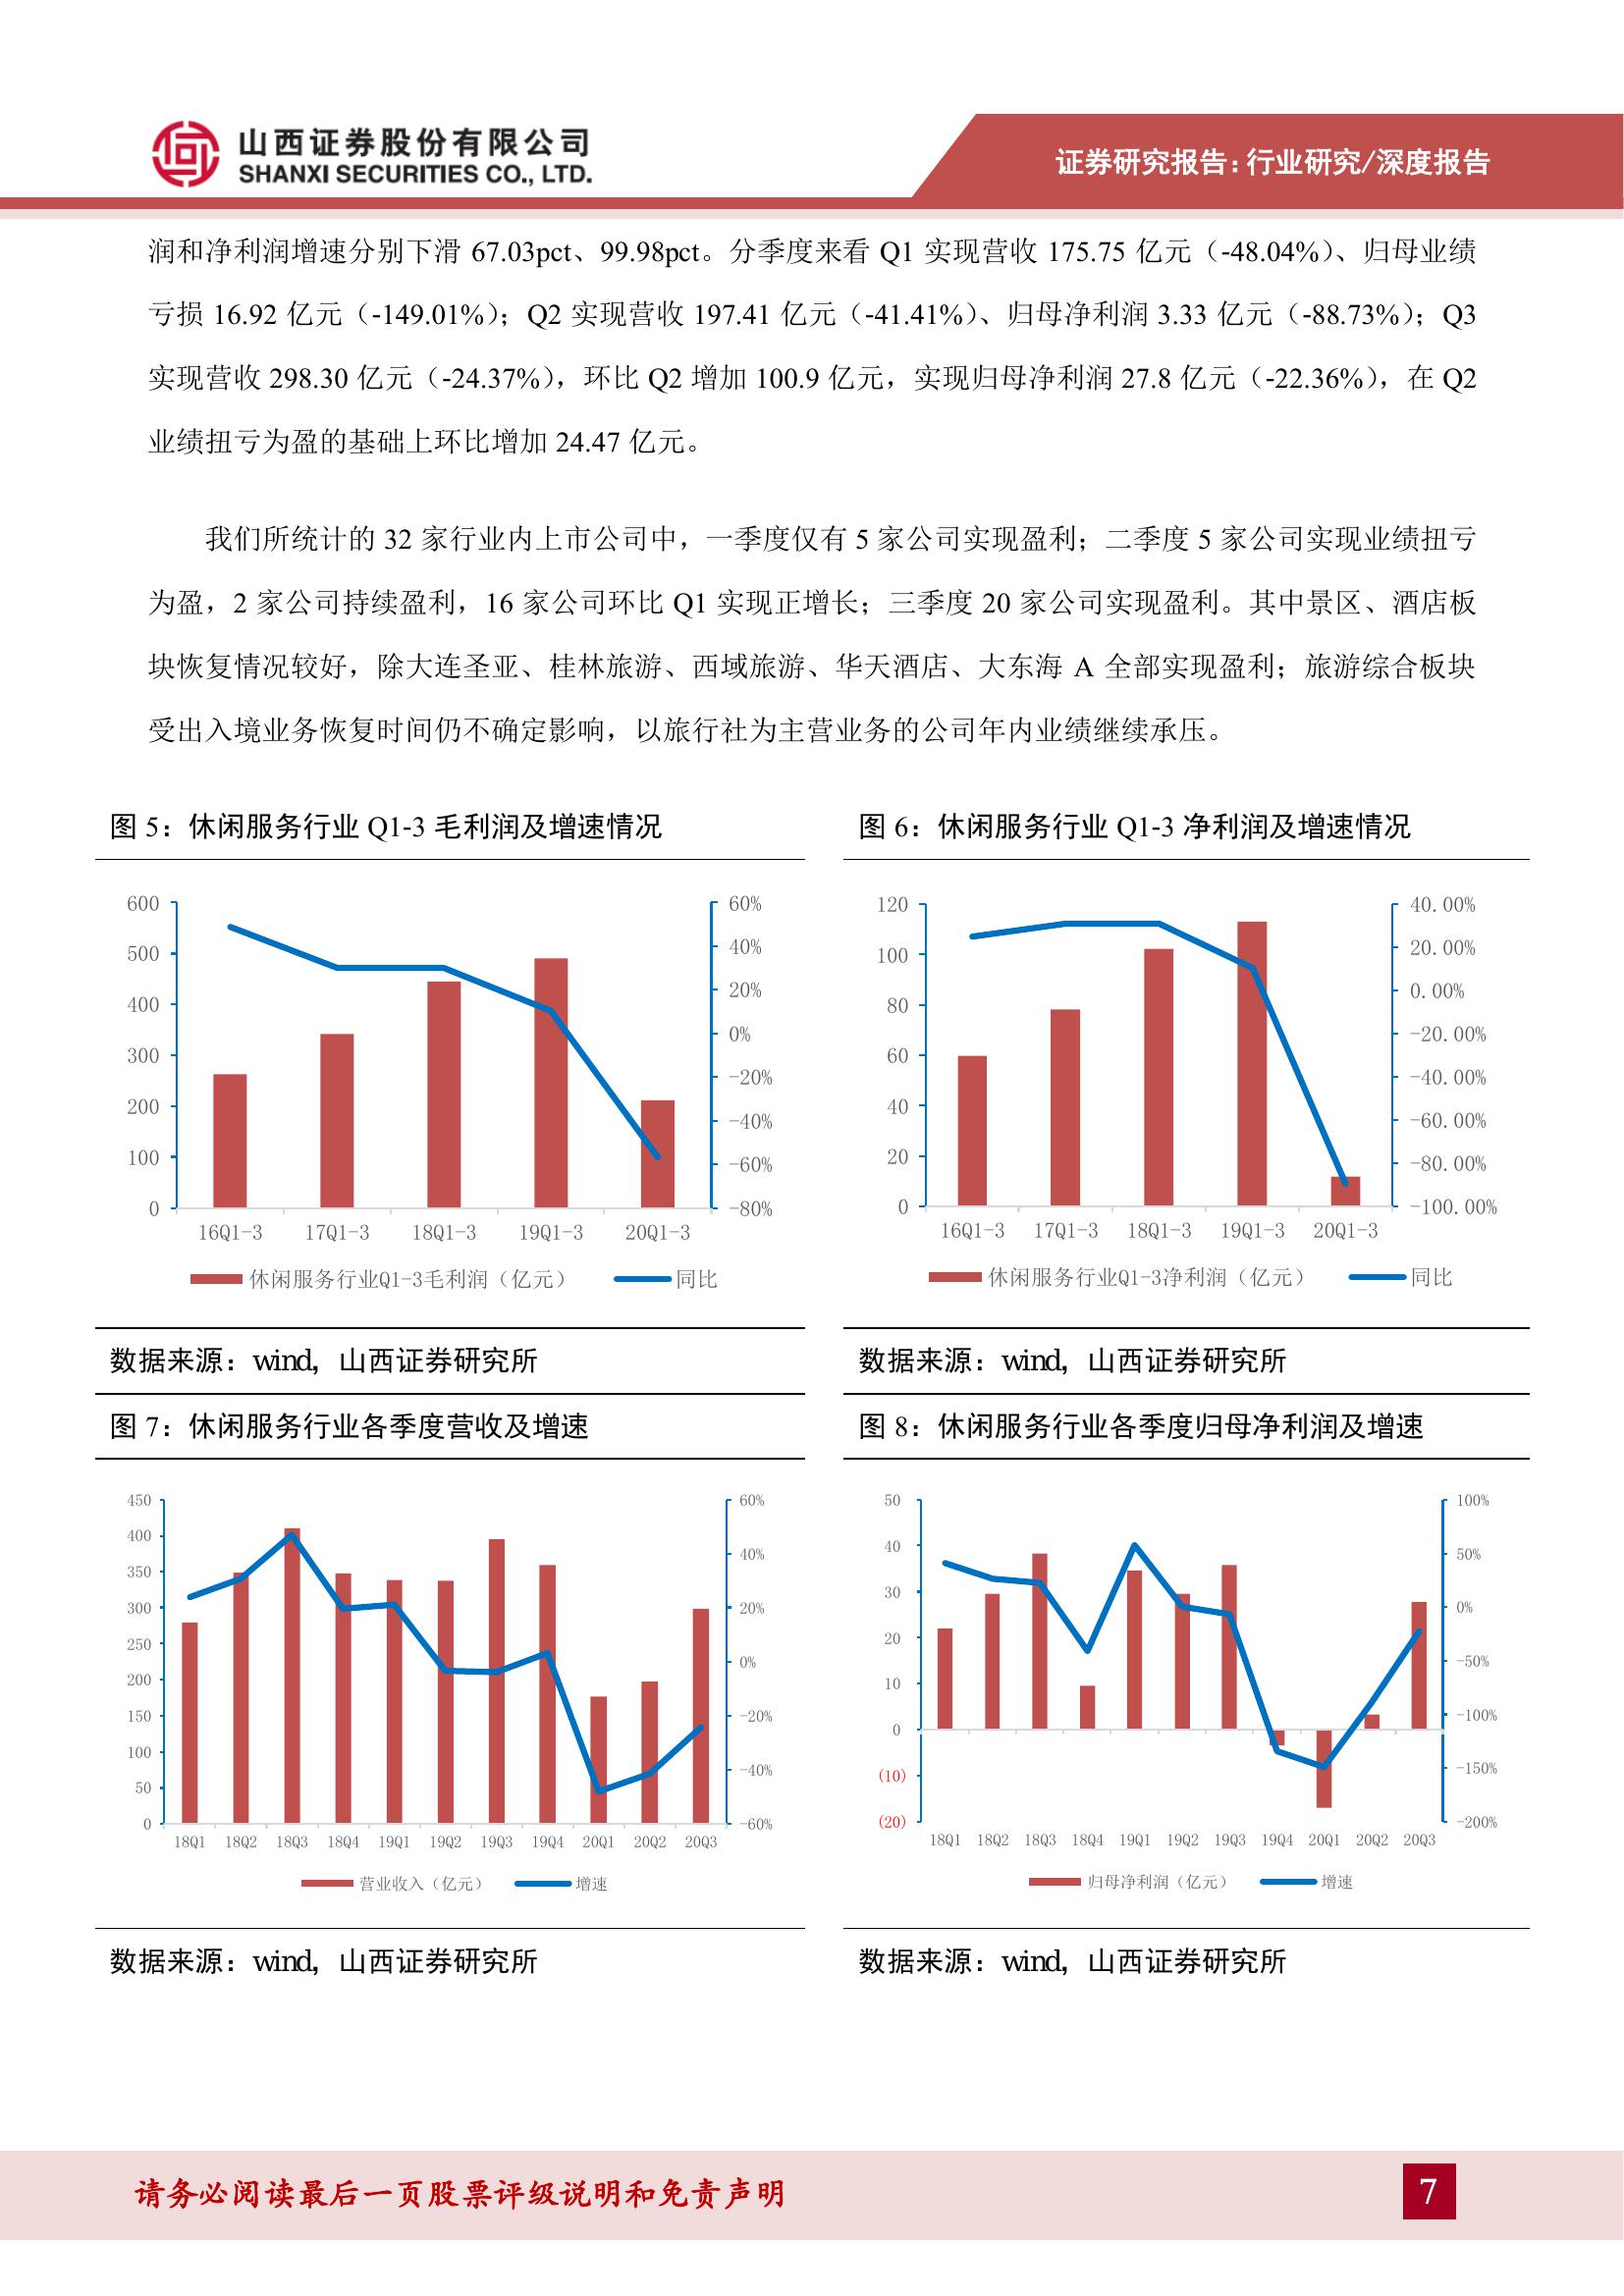 山西证券股份有限公司
SHANXI SECURITIES CO., LTD.
证券研究报告:行业研究/深度报告
润和净利润增速分别下滑 67.03pct、99.98pct。分季度来看 Q1 实现营收 175.75 亿元（-48.04%）、归母业绩
亏损 16.92 亿元（-149.01%）；Q2 实现营收 197.41 亿元（-41.41%）、归母净利润 3.33 亿元（-88.73%）；Q3
实现营收 298.30 亿元（-24.37%），环比 Q2 增加 100.9 亿元，实现归母净利润 27.8 亿元（-22.36%），在 Q2
业绩扭亏为盈的基础上环比增加 24.47 亿元。
我们所统计的 32 家行业内上市公司中，一季度仅有 5 家公司实现盈利；二季度 5 家公司实现业绩扭亏
为盈，2 家公司持续盈利，16 家公司环比 Q1 实现正增长；三季度 20 家公司实现盈利。其中景区、酒店板
块恢复情况较好，除大连圣亚、桂林旅游、西域旅游、华天酒店、大东海 A 全部实现盈利；旅游综合板块
受出入境业务恢复时间仍不确定影响，以旅行社为主营业务的公司年内业绩继续承压。
图 5：休闲服务行业 Q1-3 毛利润及增速情况
600
500
400
300
200
100
0
60%
40%
20%
0%
-20%
-40%
-60%
-80%
16Q1-3 17Q1-3 18Q1-3 19Q1-3 20Q1-3
休闲服务行业Q1-3毛利润（亿元） 同比
数据来源：wind，山西证券研究所
图 6：休闲服务行业 Q1-3 净利润及增速情况
120
100
80
60
40
20
0
40.00%
20.00%
0.00%
-20.00%
-40.00%
-60.00%
-80.00%
-100.00%
16Q1-3 17Q1-3 18Q1-3 19Q1-3 20Q1-3
休闲服务行业Q1-3净利润（亿元） 同比
数据来源：wind，山西证券研究所
图 7：休闲服务行业各季度营收及增速
450
400
350
300
250
200
150
100
50
0
60%
40%
20%
0%
-20%
-40%
-60%
18Q1 18Q2 18Q3 18Q4 19Q1 19Q2 19Q3 19Q4 20Q1 20Q2 20Q3
营业收入（亿元） 增速
数据来源：wind，山西证券研究所
图 8：休闲服务行业各季度归母净利润及增速
50
40
30
20
10
0
(10)
(20)
100%
50%
0%
-50%
-100%
-150%
-200%
18Q1 18Q2 18Q3 18Q4 19Q1 19Q2 19Q3 19Q4 20Q1 20Q2 20Q3
归母净利润（亿元） 增速
数据来源：wind，山西证券研究所
请务必阅读最后一页股票评级说明和免责声明
7